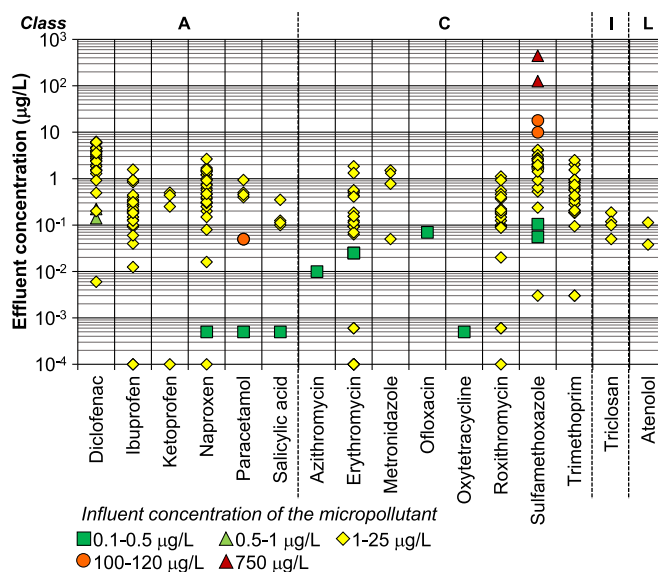 Class A C I L
Effluent concentration (µg/L)
10³
10²
10
1
10⁻¹
10⁻²
10⁻³
10⁻⁴
Diclofenac
Ibuprofen
Ketoprofen
Naproxen
Paracetamol
Salicylic acid
Azithromycin
Erythromycin
Metronidazole
Ofloxacin
Oxytetracycline
Roxithromycin
Sulfamethoxazole
Trimethoprim
Triclosan
Atenolol
Influent concentration of the micropollutant
0.1-0.5 µg/L 0.5-1 µg/L 1-25 µg/L
100-120 µg/L 750 µg/L